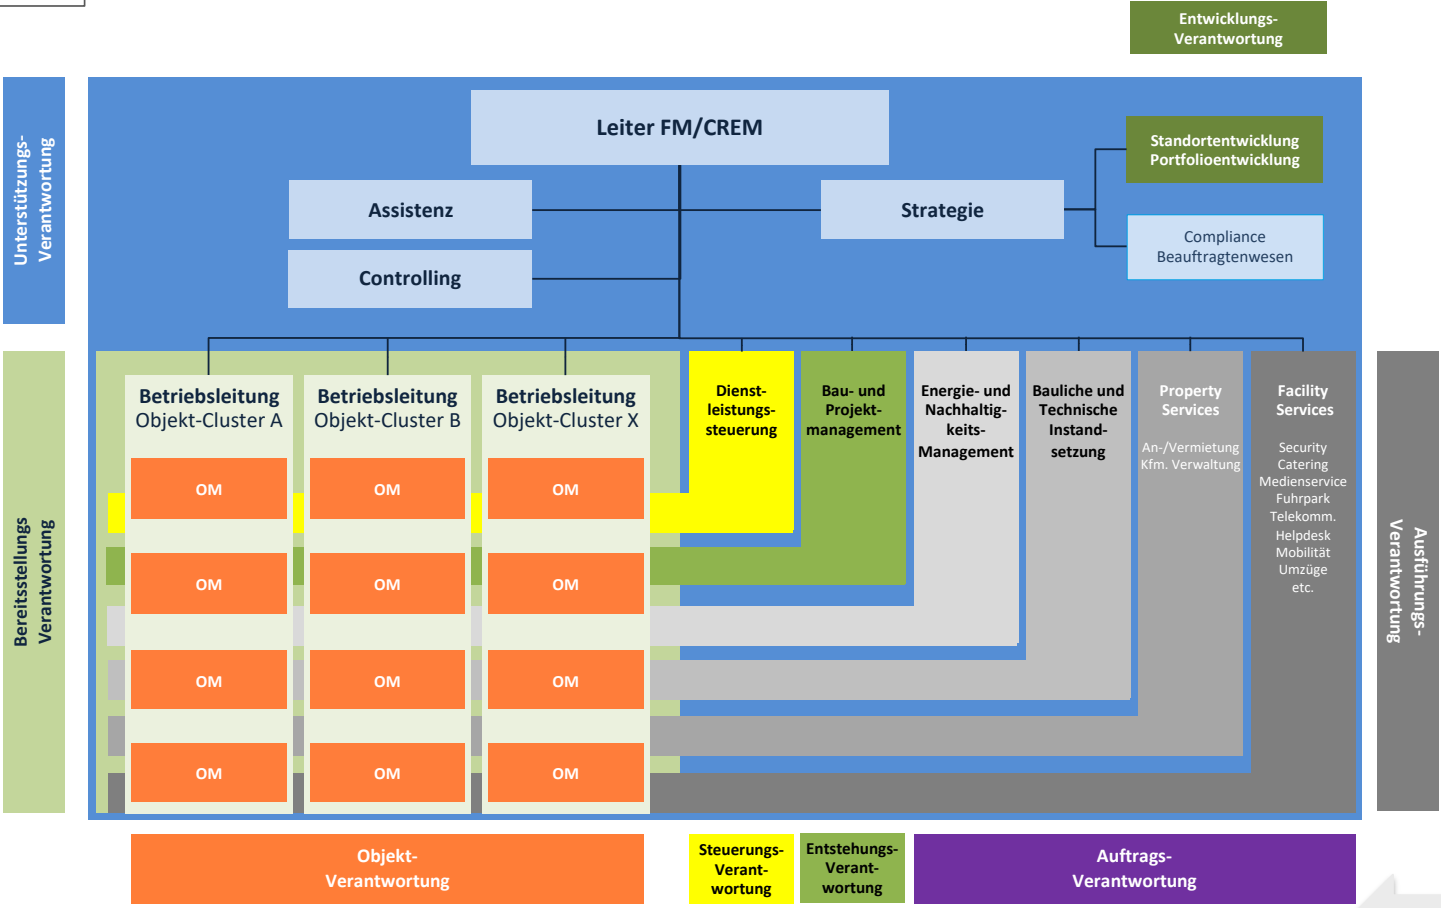 Entwicklungs-
Verantwortung
Unterstützungs-
Verantwortung
Leiter FM/CREM
Assistenz
Strategie
Controlling
Standortentwicklung
Portfolioentwicklung
Compliance
Beauftragtenwesen
Bereitsstellungs
Verantwortung
Betriebsleitung
Objekt-Cluster A
OM
OM
OM
OM
Betriebsleitung
Objekt-Cluster B
OM
OM
OM
OM
Betriebsleitung
Objekt-Cluster X
OM
OM
OM
OM
Dienst-
leistungs-
steuerung
Bau- und
Projekt-
management
Energie- und
Nachhaltig-
keits-
Management
Bauliche und
Technische
Instand-
setzung
Property
Services
An-/Vermietung
Kfm. Verwaltung
Facility
Services
Security
Catering
Medienservice
Fuhrpark
Telekomm.
Helpdesk
Mobilität
Umzüge
etc.
Ausführungs-
Verantwortung
Objekt-
Verantwortung
Steuerungs-
Verant-
wortung
Entstehungs-
Verant-
wortung
Auftrags-
Verantwortung